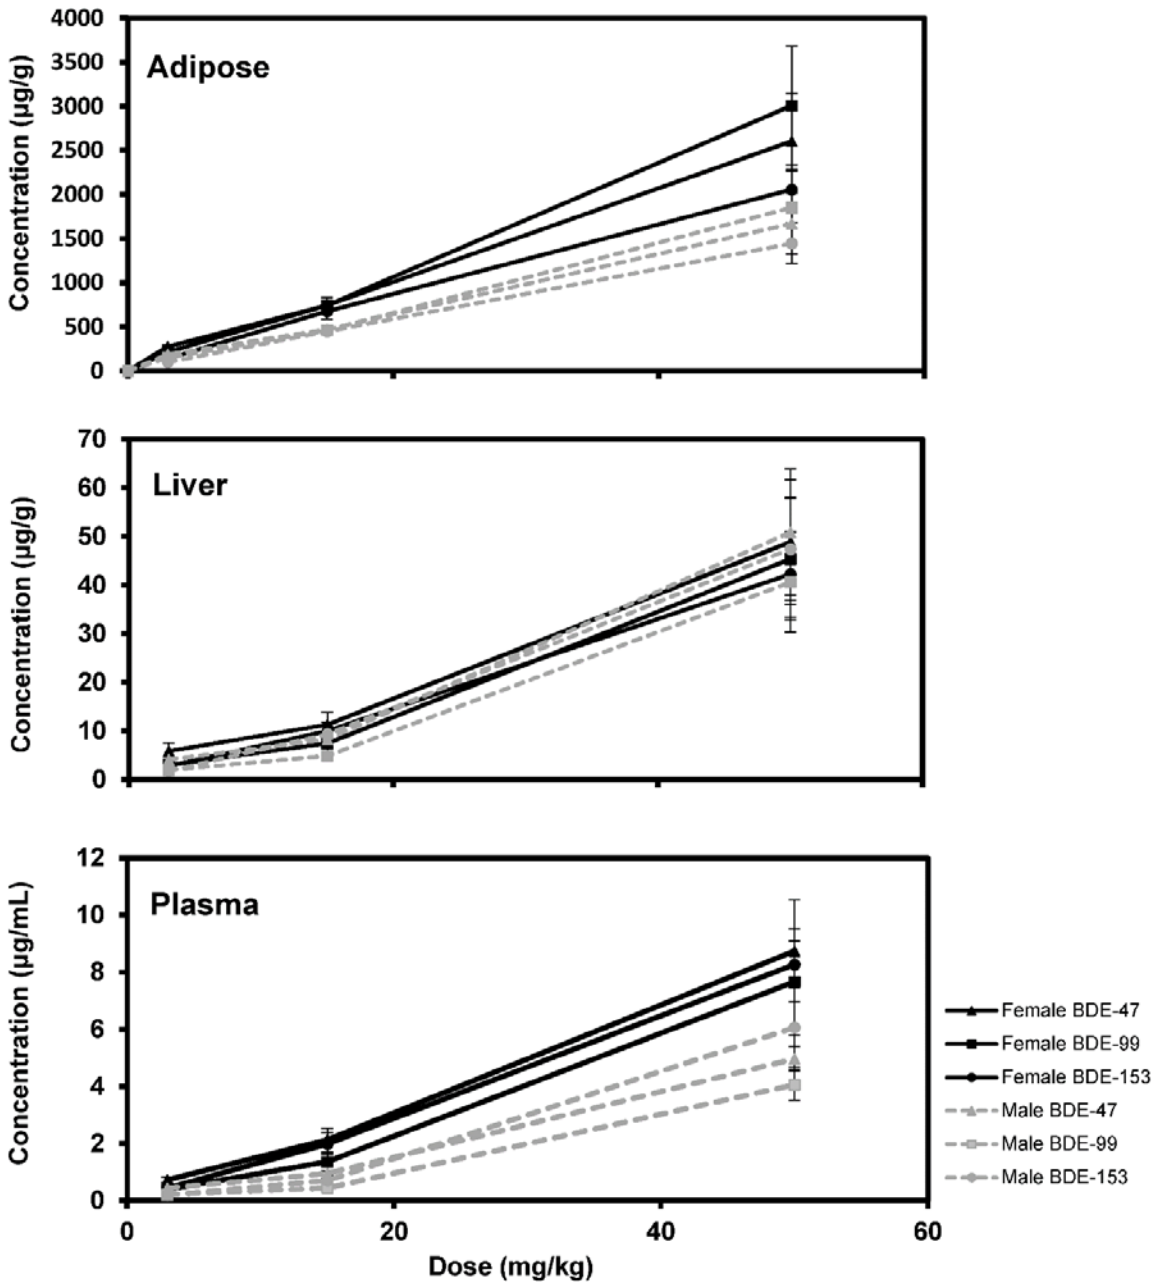 Adipose
Concentration (µg/g)
4000
3500
3000
2500
2000
1500
1000
500
0
Liver
Concentration (µg/g)
70
60
50
40
30
20
10
0
Plasma
Concentration (µg/mL)
12
10
8
6
4
2
0
0 20 40 60
Dose (mg/kg)
Female BDE-47
Female BDE-99
Female BDE-153
Male BDE-47
Male BDE-99
Male BDE-153